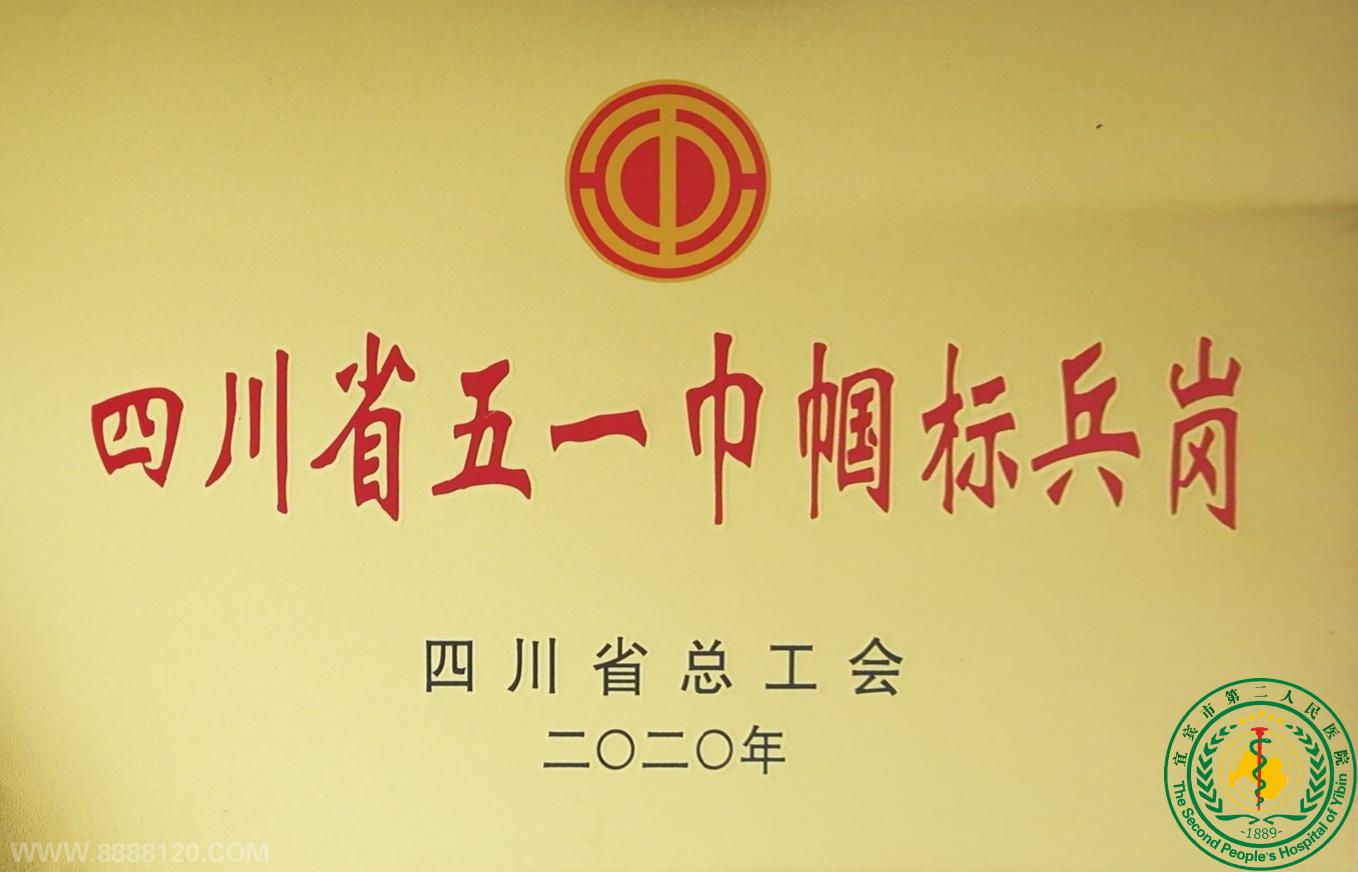 四川省五一巾帼标兵岗
四川省总工会
二〇二〇年
宜宾市第二人民医院
-1889-
The Second People's Hospital of Yibin
WWW.8888120.COM